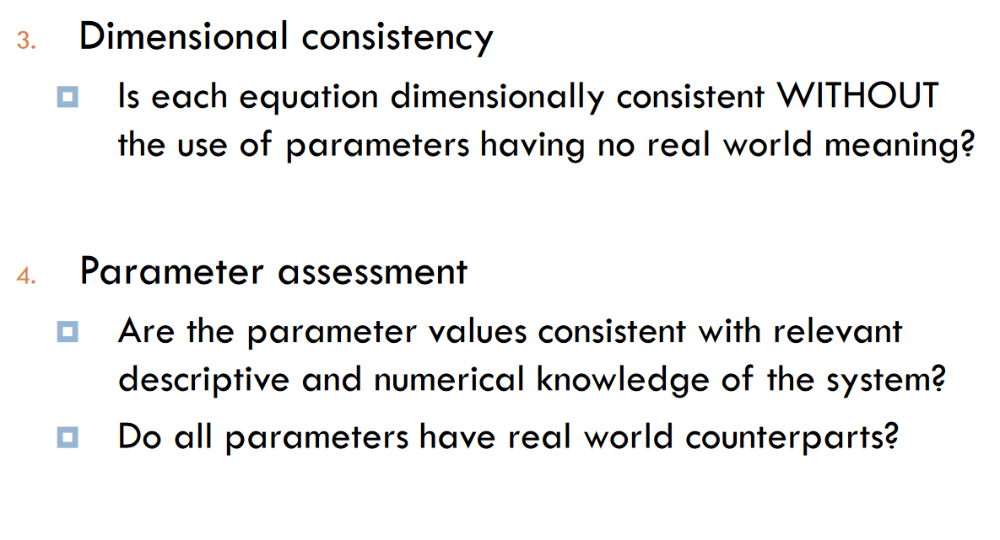 3. Dimensional consistency
Is each equation dimensionally consistent WITHOUT
the use of parameters having no real world meaning?
4. Parameter assessment
Are the parameter values consistent with relevant
descriptive and numerical knowledge of the system?
Do all parameters have real world counterparts?